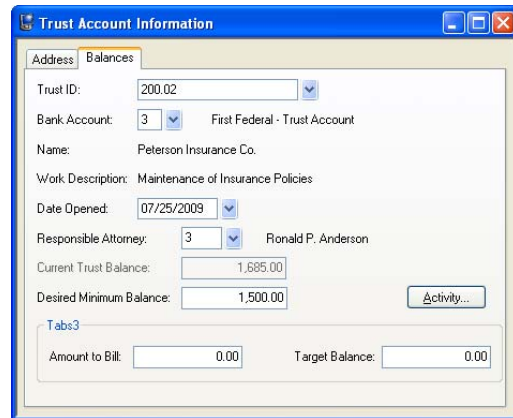 Trust Account Information
Address Balances
Trust ID: 200.02
Bank Account: 3 First Federal - Trust Account
Name: Peterson Insurance Co.
Work Description: Maintenance of Insurance Policies
Date Opened: 07/25/2009
Responsible Attorney: 3 Ronald P. Anderson
Current Trust Balance: 1,685.00
Desired Minimum Balance: 1,500.00 Activity...
Tabs3
Amount to Bill: 0.00 Target Balance: 0.00